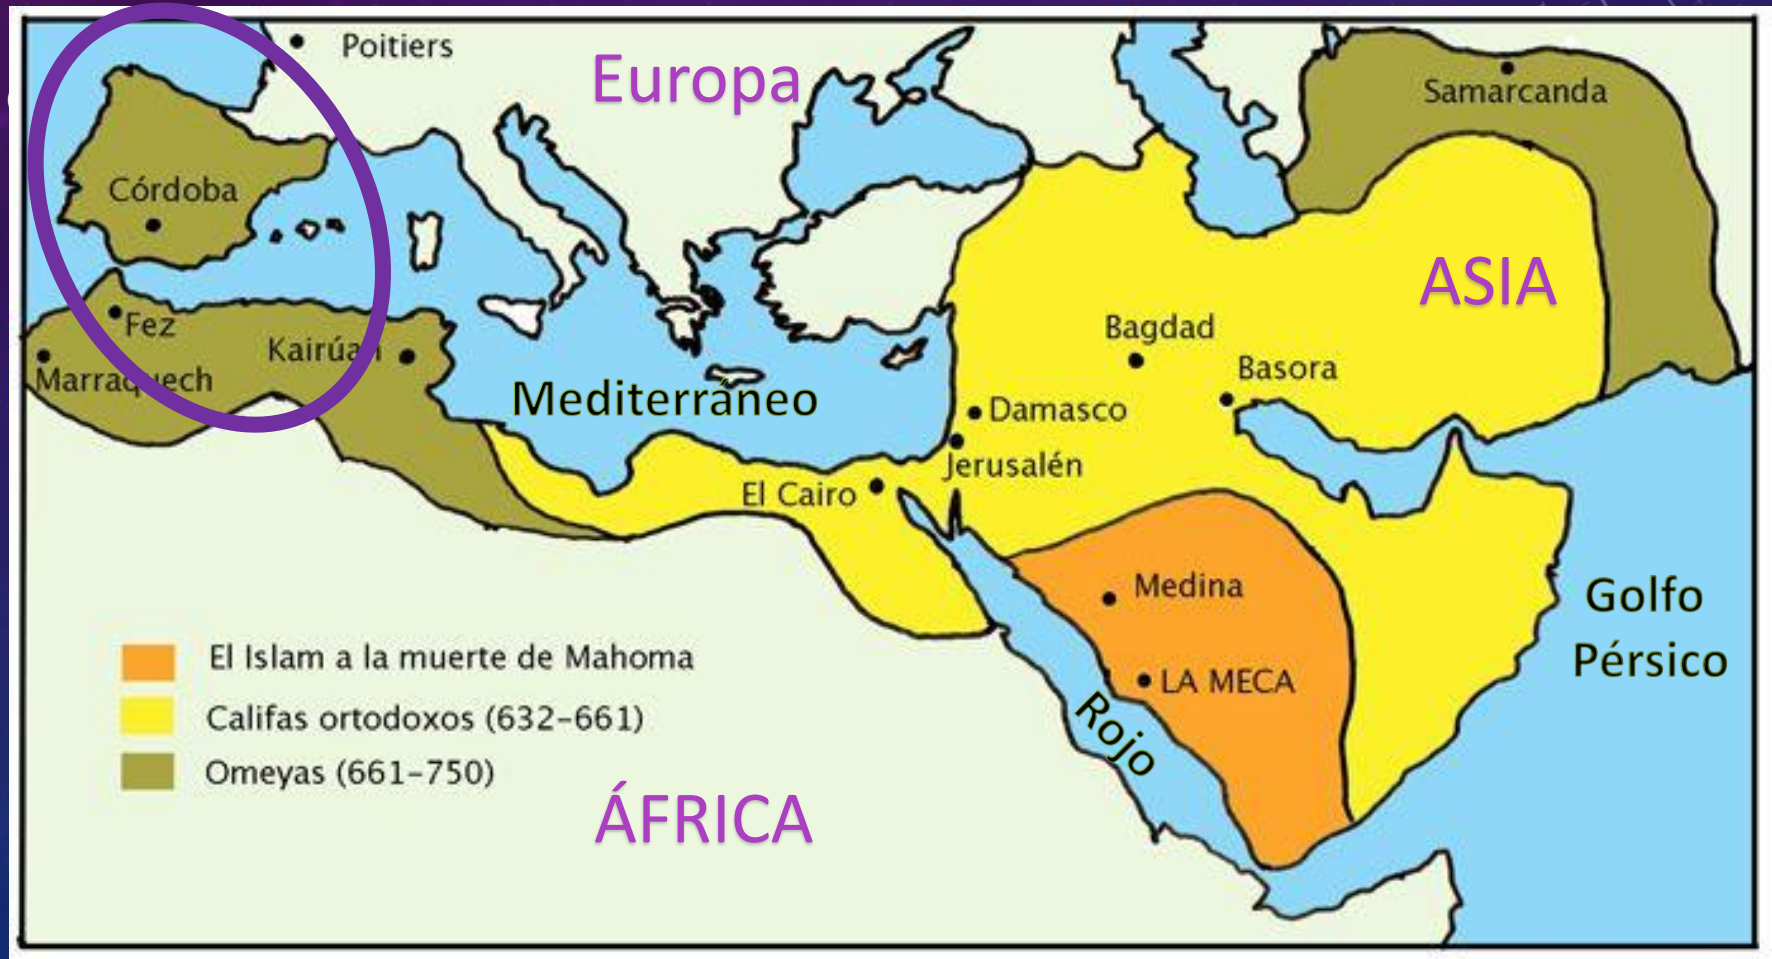 Poitiers
Europa
Samarcanda
Córdoba
ASIA
Fez
Bagdad
Kairúan
Marraquech
Basora
Mediterráneo
Damasco
Jerusalén
El Cairo
Medina
Golfo
Pérsico
El Islam a la muerte de Mahoma
LA MECA
Califas ortodoxos (632-661)
Rojo
Omeyas (661-750)
ÁFRICA